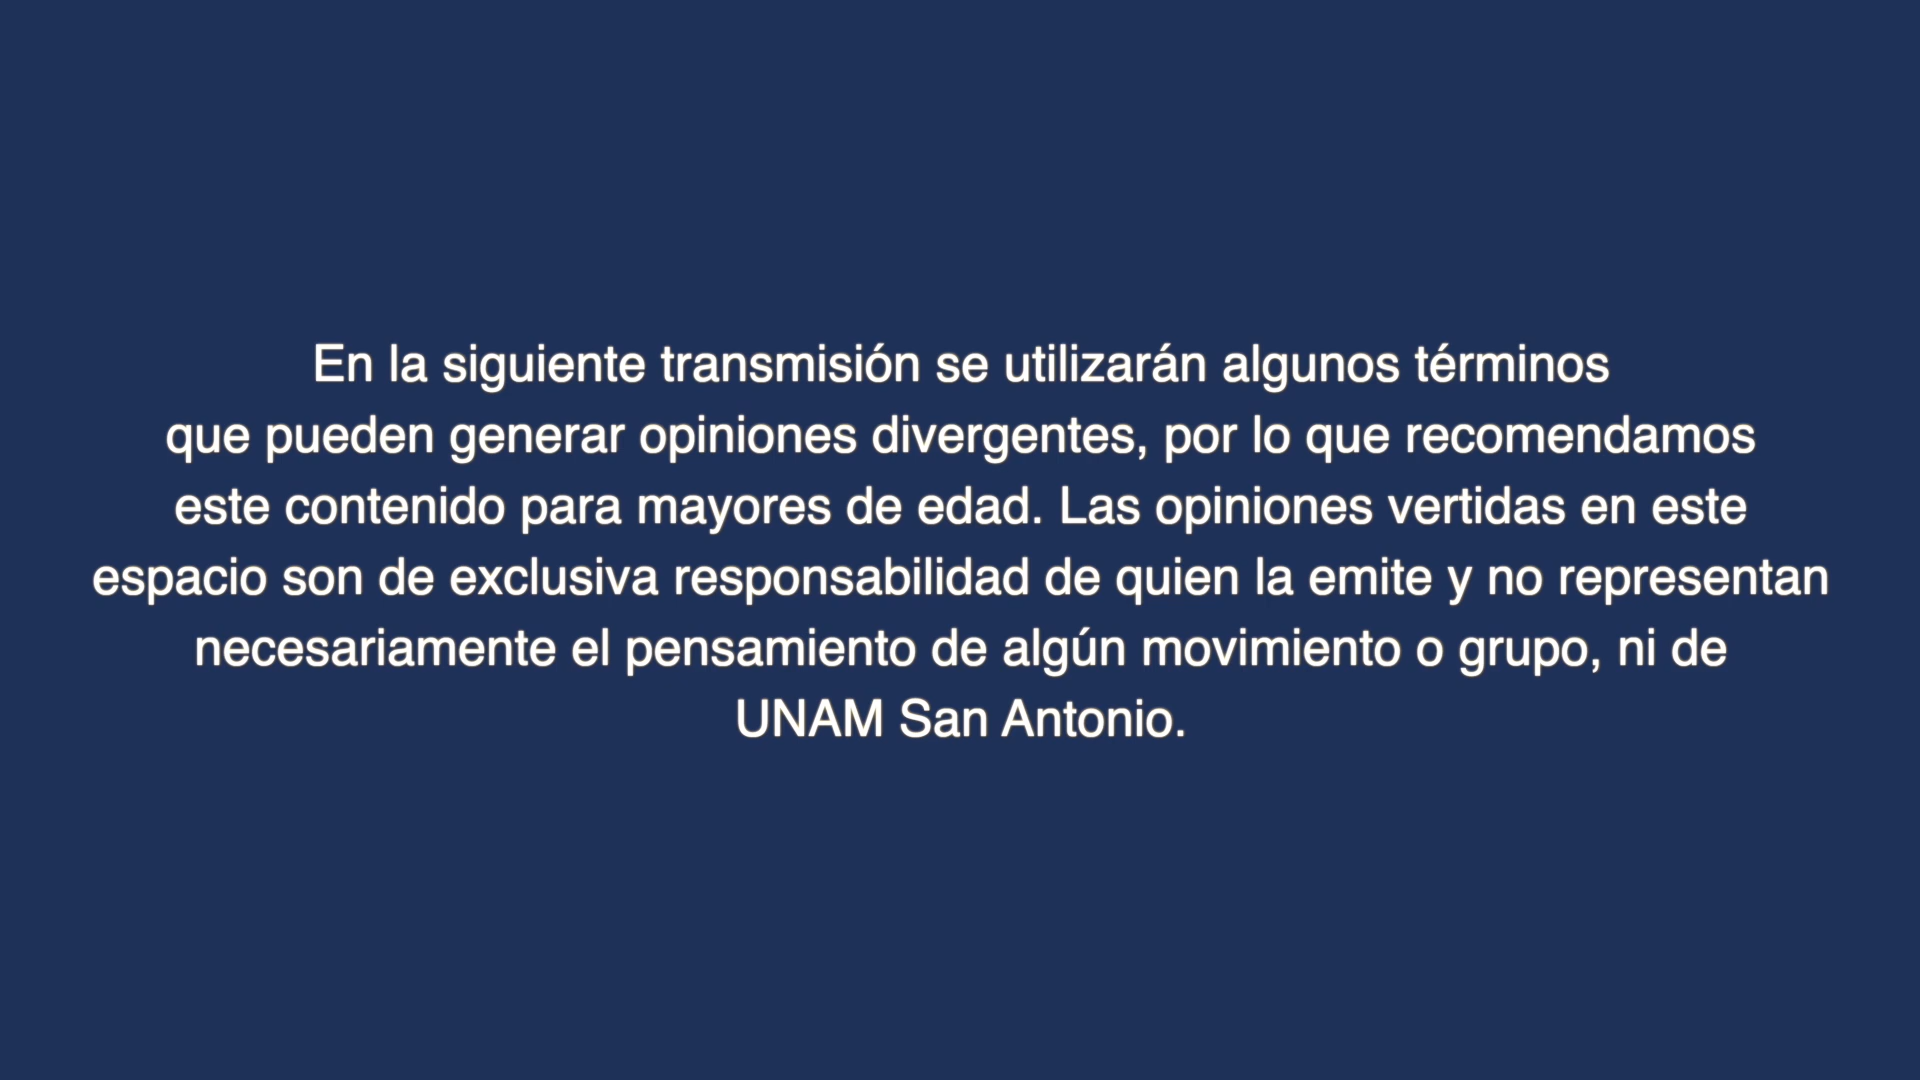 En la siguiente transmisión se utilizarán algunos términos
que pueden generar opiniones divergentes, por lo que recomendamos
este contenido para mayores de edad. Las opiniones vertidas en este
espacio son de exclusiva responsabilidad de quien la emite y no representan
necesariamente el pensamiento de algún movimiento o grupo, ni de
UNAM San Antonio.